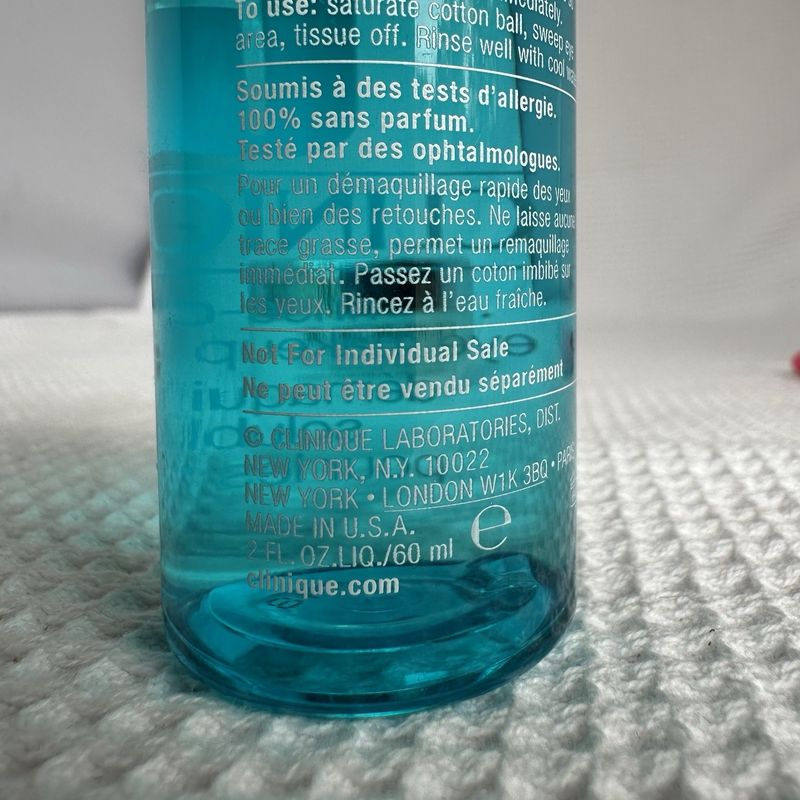 To use: saturate cotton ball, sweep eye
area, tissue off. Rinse well with cool
Soumis à des tests d'allergie.
100% sans parfum.
Testé par des ophtalmologues.
Pour un démaquillage rapide des yeux
ou bien des retouches. Ne laisse aucune
trace grasse, permet un remaquillage
immédiat. Passez un coton imbibé sur
les yeux. Rincez à l'eau fraîche.
Not For Individual Sale
Ne peut être vendu séparément
© CLINIQUE LABORATORIES, DIST.
NEW YORK, N.Y. 10022
NEW YORK • LONDON W1K 3BQ • PARIS
MADE IN U.S.A.
2 FL. OZ.LIQ./60 ml e
clinique.com